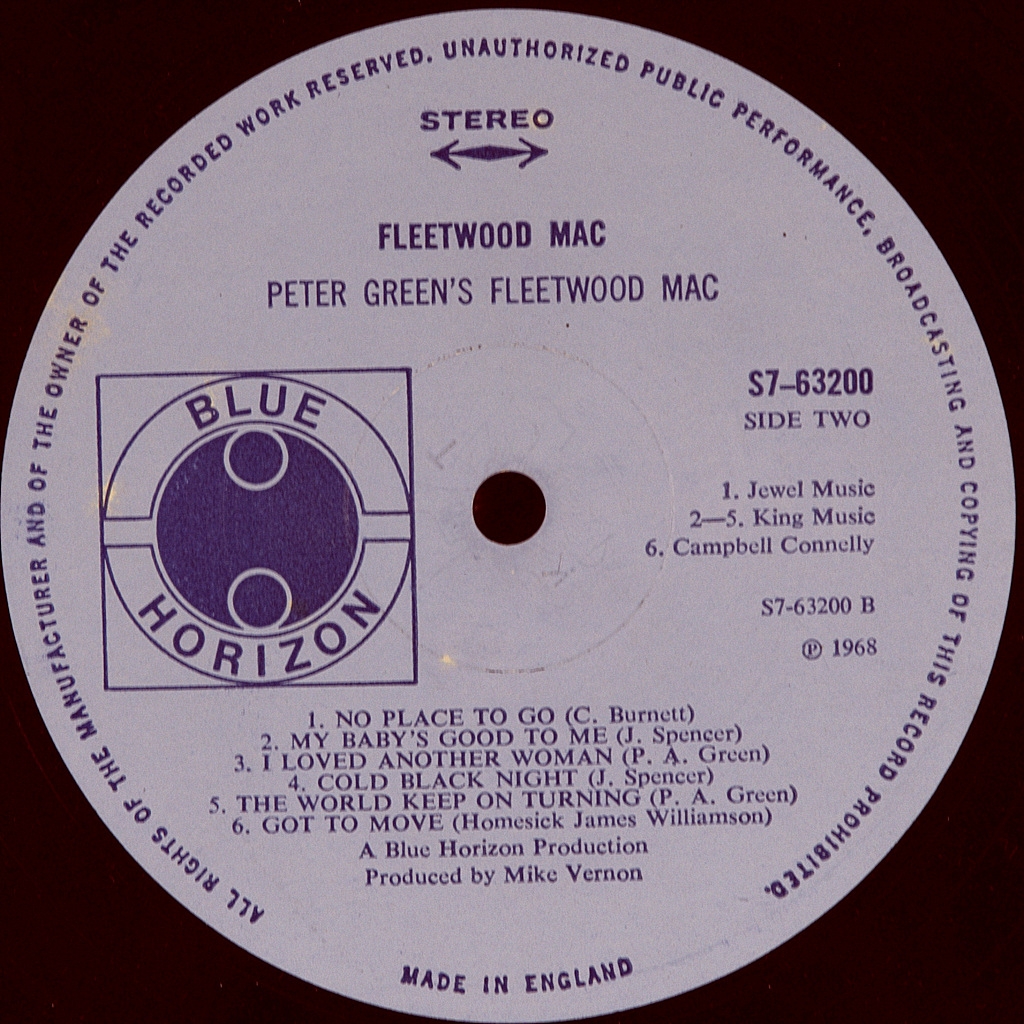 ALL RIGHTS OF THE MANUFACTURER AND OF THE OWNER OF THE RECORDED WORK RESERVED. UNAUTHORIZED PUBLIC PERFORMANCE, BROADCASTING AND COPYING OF THIS RECORD PROHIBITED.
STEREO
FLEETWOOD MAC
PETER GREEN'S FLEETWOOD MAC
BLUE
HORIZON
S7–63200
SIDE TWO
1. Jewel Music
2—5. King Music
6. Campbell Connelly
S7-63200 B
℗ 1968
1. NO PLACE TO GO (C. Burnett)
2. MY BABY'S GOOD TO ME (J. Spencer)
3. I LOVED ANOTHER WOMAN (P. A. Green)
4. COLD BLACK NIGHT (J. Spencer)
5. THE WORLD KEEP ON TURNING (P. A. Green)
6. GOT TO MOVE (Homesick James Williamson)
A Blue Horizon Production
Produced by Mike Vernon
MADE IN ENGLAND